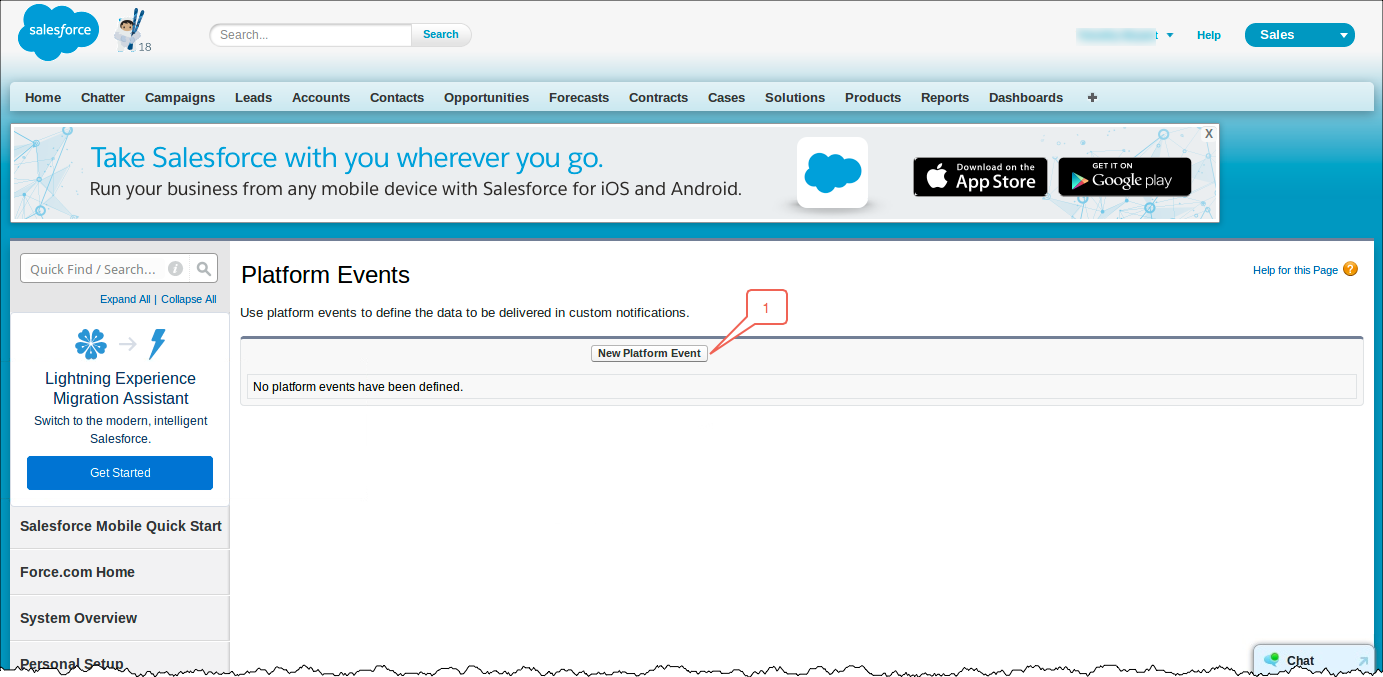 salesforce
18
Search...
Search
Help
Sales
Home Chatter Campaigns Leads Accounts Contacts Opportunities Forecasts Contracts Cases Solutions Products Reports Dashboards +
Take Salesforce with you wherever you go.
Run your business from any mobile device with Salesforce for iOS and Android.
Download on the
App Store
GET IT ON
Google play
X
Quick Find / Search...
Expand All | Collapse All
Lightning Experience
Migration Assistant
Switch to the modern, intelligent
Salesforce.
Get Started
Salesforce Mobile Quick Start
Force.com Home
System Overview
Personal Setup
Platform Events
Help for this Page ?
Use platform events to define the data to be delivered in custom notifications.
1
New Platform Event
No platform events have been defined.
Chat